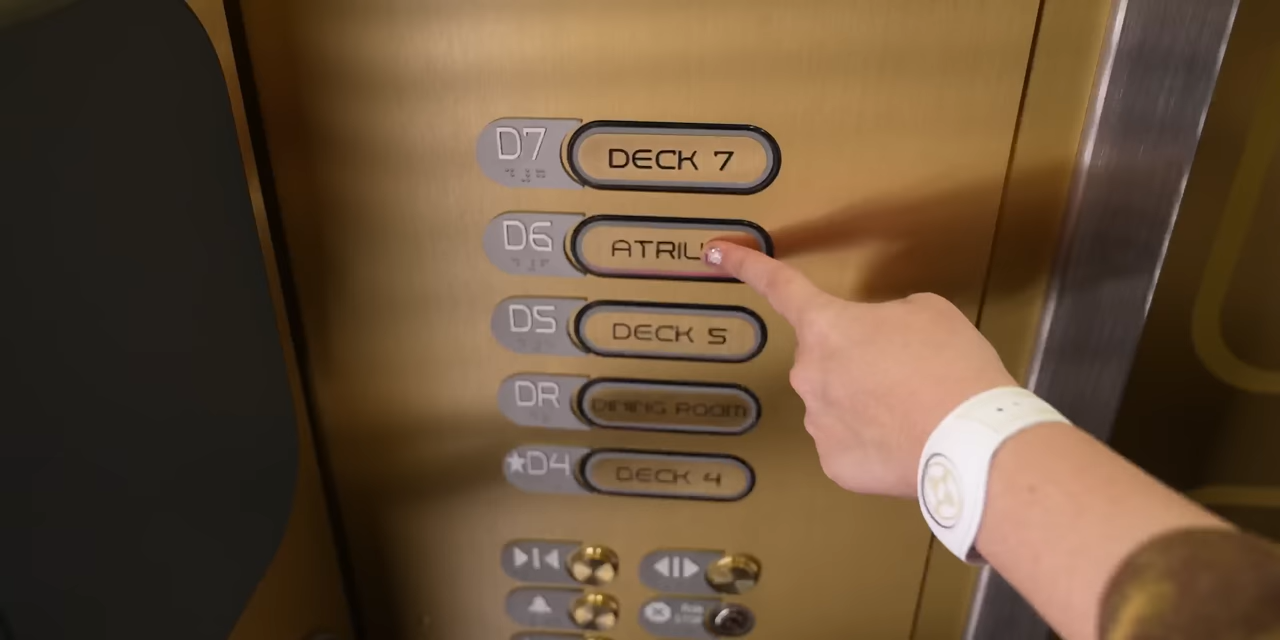 D7 DECK 7
D6 ATRIU
D5 DECK 5
DR DINING ROOM
★D4 DECK 4